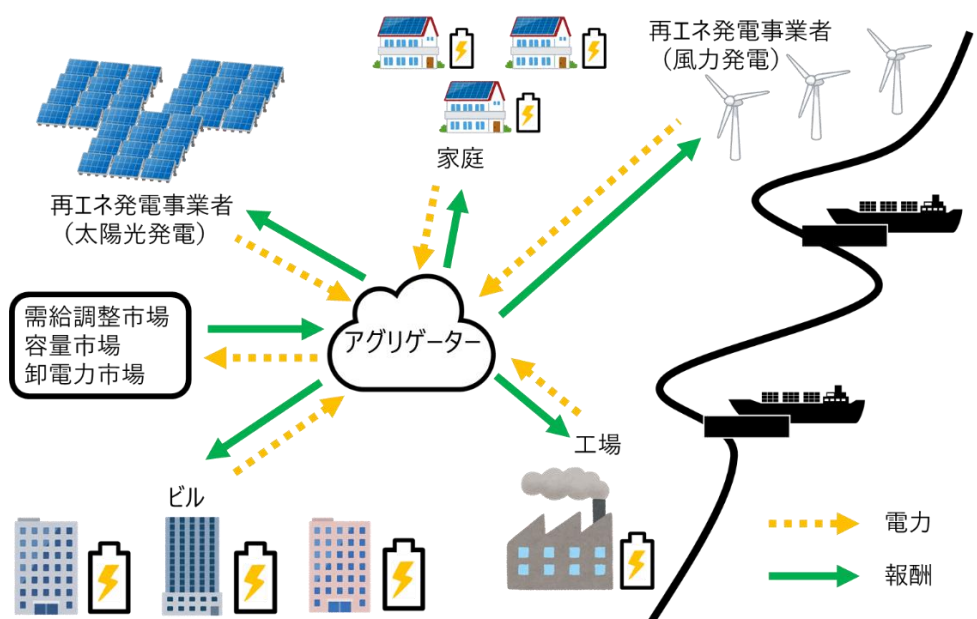 再エネ発電事業者
（風力発電）
家庭
再エネ発電事業者
（太陽光発電）
需給調整市場
容量市場
卸電力市場
アグリゲーター
工場
ビル
電力
報酬